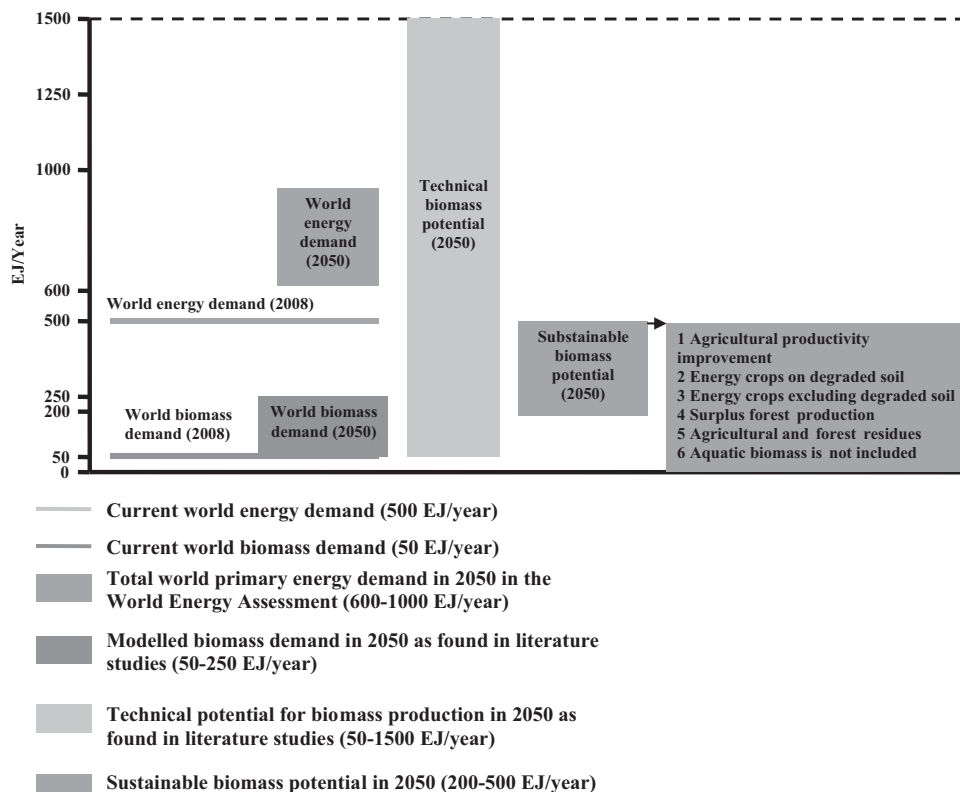 1500
1250
1000
600
500
250
200
50
0
EJ/Year
World
energy
demand
(2050)
World energy demand (2008)
World biomass
demand (2008)
World biomass
demand (2050)
Technical
biomass
potential
(2050)
Substainable
biomass
potential
(2050)
1 Agricultural productivity
improvement
2 Energy crops on degraded soil
3 Energy crops excluding degraded soil
4 Surplus forest production
5 Agricultural and forest residues
6 Aquatic biomass is not included
Current world energy demand (500 EJ/year)
Current world biomass demand (50 EJ/year)
Total world primary energy demand in 2050 in the
World Energy Assessment (600-1000 EJ/year)
Modelled biomass demand in 2050 as found in literature
studies (50-250 EJ/year)
Technical potential for biomass production in 2050 as
found in literature studies (50-1500 EJ/year)
Sustainable biomass potential in 2050 (200-500 EJ/year)